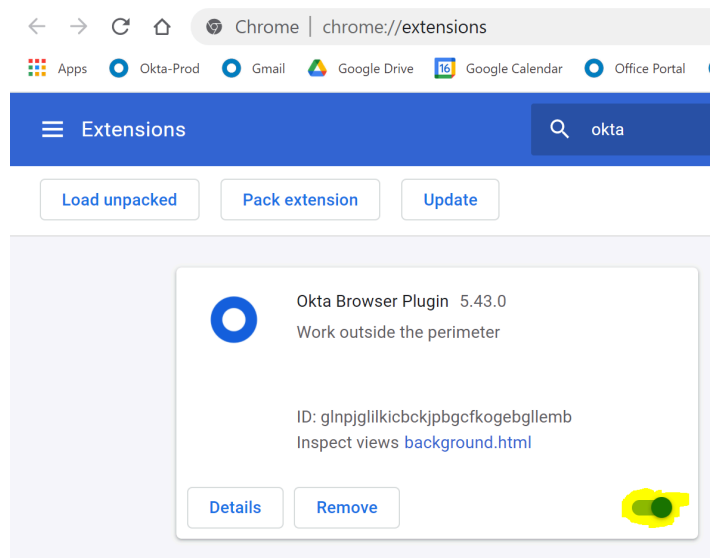 Chrome | chrome://extensions
Apps Okta-Prod Gmail Google Drive 16 Google Calendar Office Portal
Extensions okta
Load unpacked Pack extension Update
Okta Browser Plugin 5.43.0
Work outside the perimeter
ID: glnpjglilkicbckjpbgcfkogebgllemb
Inspect views background.html
Details Remove